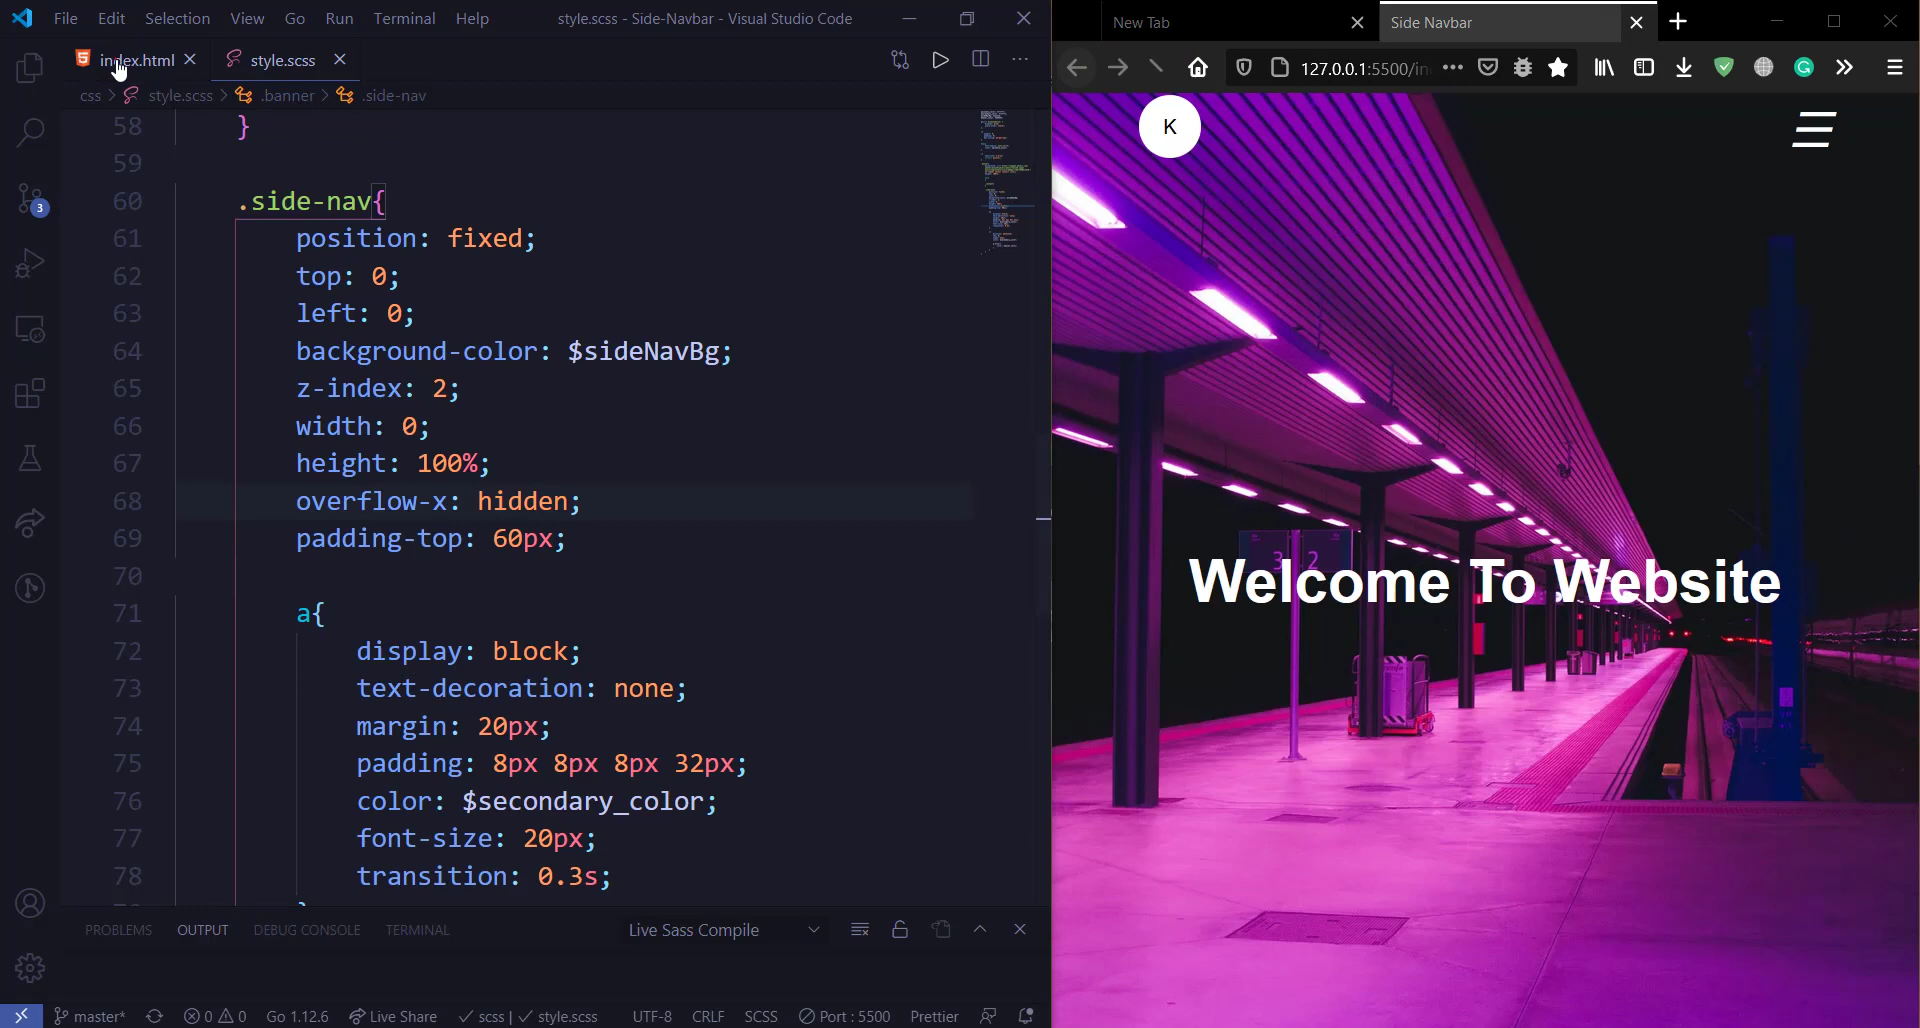 File Edit Selection View Go Run Terminal Help
style.scss - Side-Navbar - Visual Studio Code
index.html
style.scss
css > style.scss > .banner > .side-nav
58 }
59
60 .side-nav{
61 position: fixed;
62 top: 0;
63 left: 0;
64 background-color: $sideNavBg;
65 z-index: 2;
66 width: 0;
67 height: 100%;
68 overflow-x: hidden;
69 padding-top: 60px;
70
71 a{
72 display: block;
73 text-decoration: none;
74 margin: 20px;
75 padding: 8px 8px 8px 32px;
76 color: $secondary_color;
77 font-size: 20px;
78 transition: 0.3s;
3
PROBLEMS OUTPUT DEBUG CONSOLE TERMINAL
Live Sass Compile
master* 0 0 Go 1.12.6 Live Share scss | style.scss UTF-8 CRLF SCSS Port : 5500 Prettier
New Tab
Side Navbar
127.0.0.1:5500/in
K
3 2
Welcome To Website